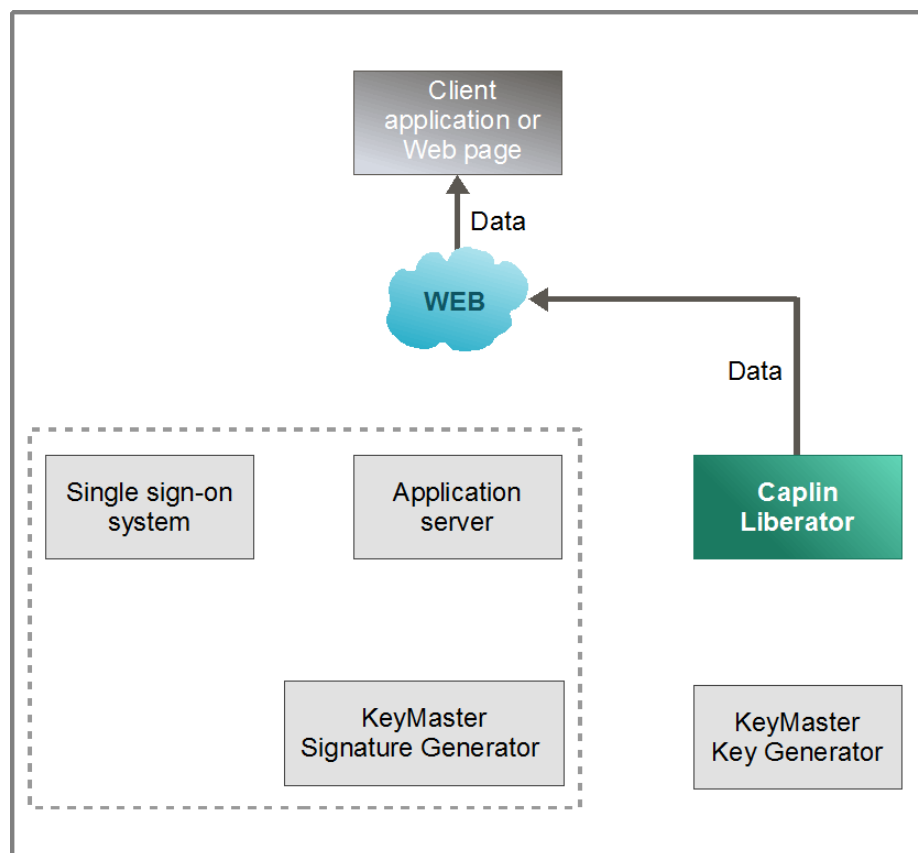 Client
application or
Web page
Data
WEB
Data
Single sign-on
system
Application
server
Caplin
Liberator
KeyMaster
Signature Generator
KeyMaster
Key Generator